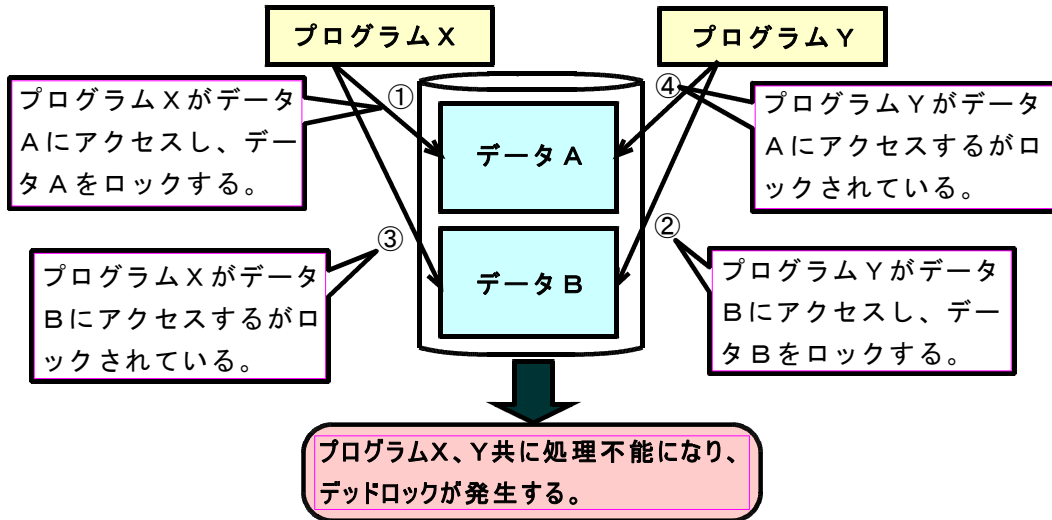 プログラムX
プログラムY
①
プログラムXがデータ
Aにアクセスし、デー
タAをロックする。
④
プログラムYがデータ
Aにアクセスするがロ
ックされている。
データA
③
プログラムXがデータ
Bにアクセスするがロ
ックされている。
②
プログラムYがデータ
Bにアクセスし、デー
タBをロックする。
データB
プログラムX、Y共に処理不能になり、
デッドロックが発生する。